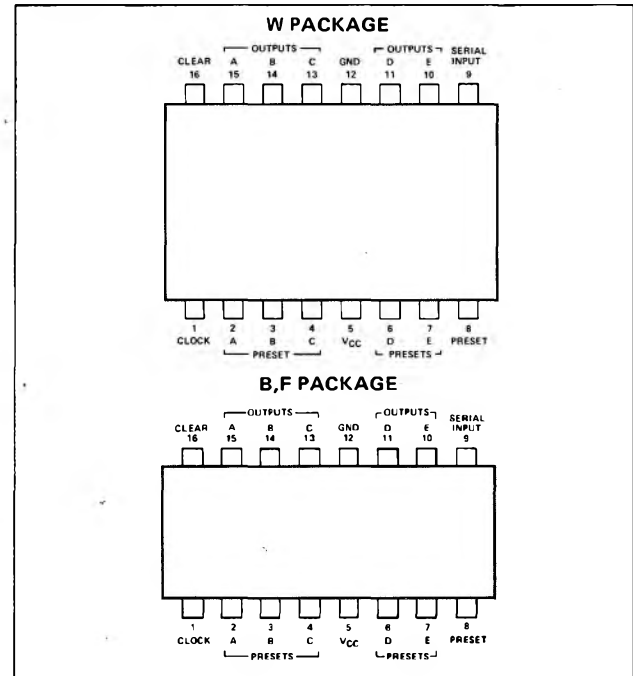 W PACKAGE
OUTPUTS OUTPUTS SERIAL
CLEAR A B C GND D E INPUT
16 15 14 13 12 11 10 9
1 2 3 4 5 6 7 8
CLOCK A B C VCC D E PRESET
PRESET PRESETS
B,F PACKAGE
OUTPUTS OUTPUTS SERIAL
CLEAR A B C GND D E INPUT
16 15 14 13 12 11 10 9
1 2 3 4 5 6 7 8
CLOCK A B C VCC D E PRESET
PRESETS PRESETS